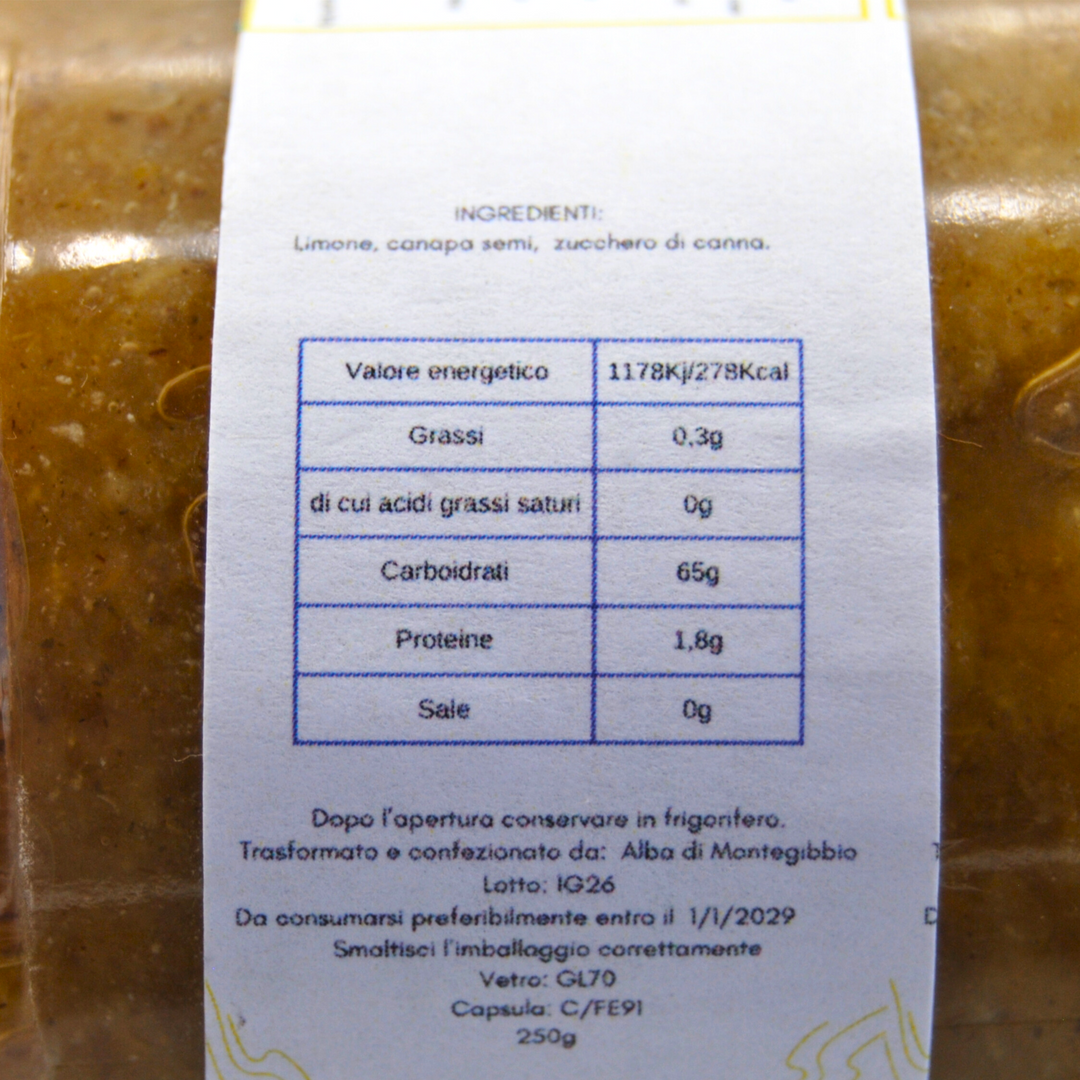 INGREDIENTI:
Limone, canapa semi, zucchero di canna.
Valore energetico 1178Kj/278Kcal
Grassi 0,3g
di cui acidi grassi saturi 0g
Carboidrati 65g
Proteine 1,8g
Sale 0g
Dopo l'apertura conservare in frigorifero.
Trasformato e confezionato da: Alba di Montegibbio
Lotto: IG26
Da consumarsi preferibilmente entro il 1/1/2029
Smaltisci l'imballaggio correttamente
Vetro: GL70
Capsula: C/FE91
250g